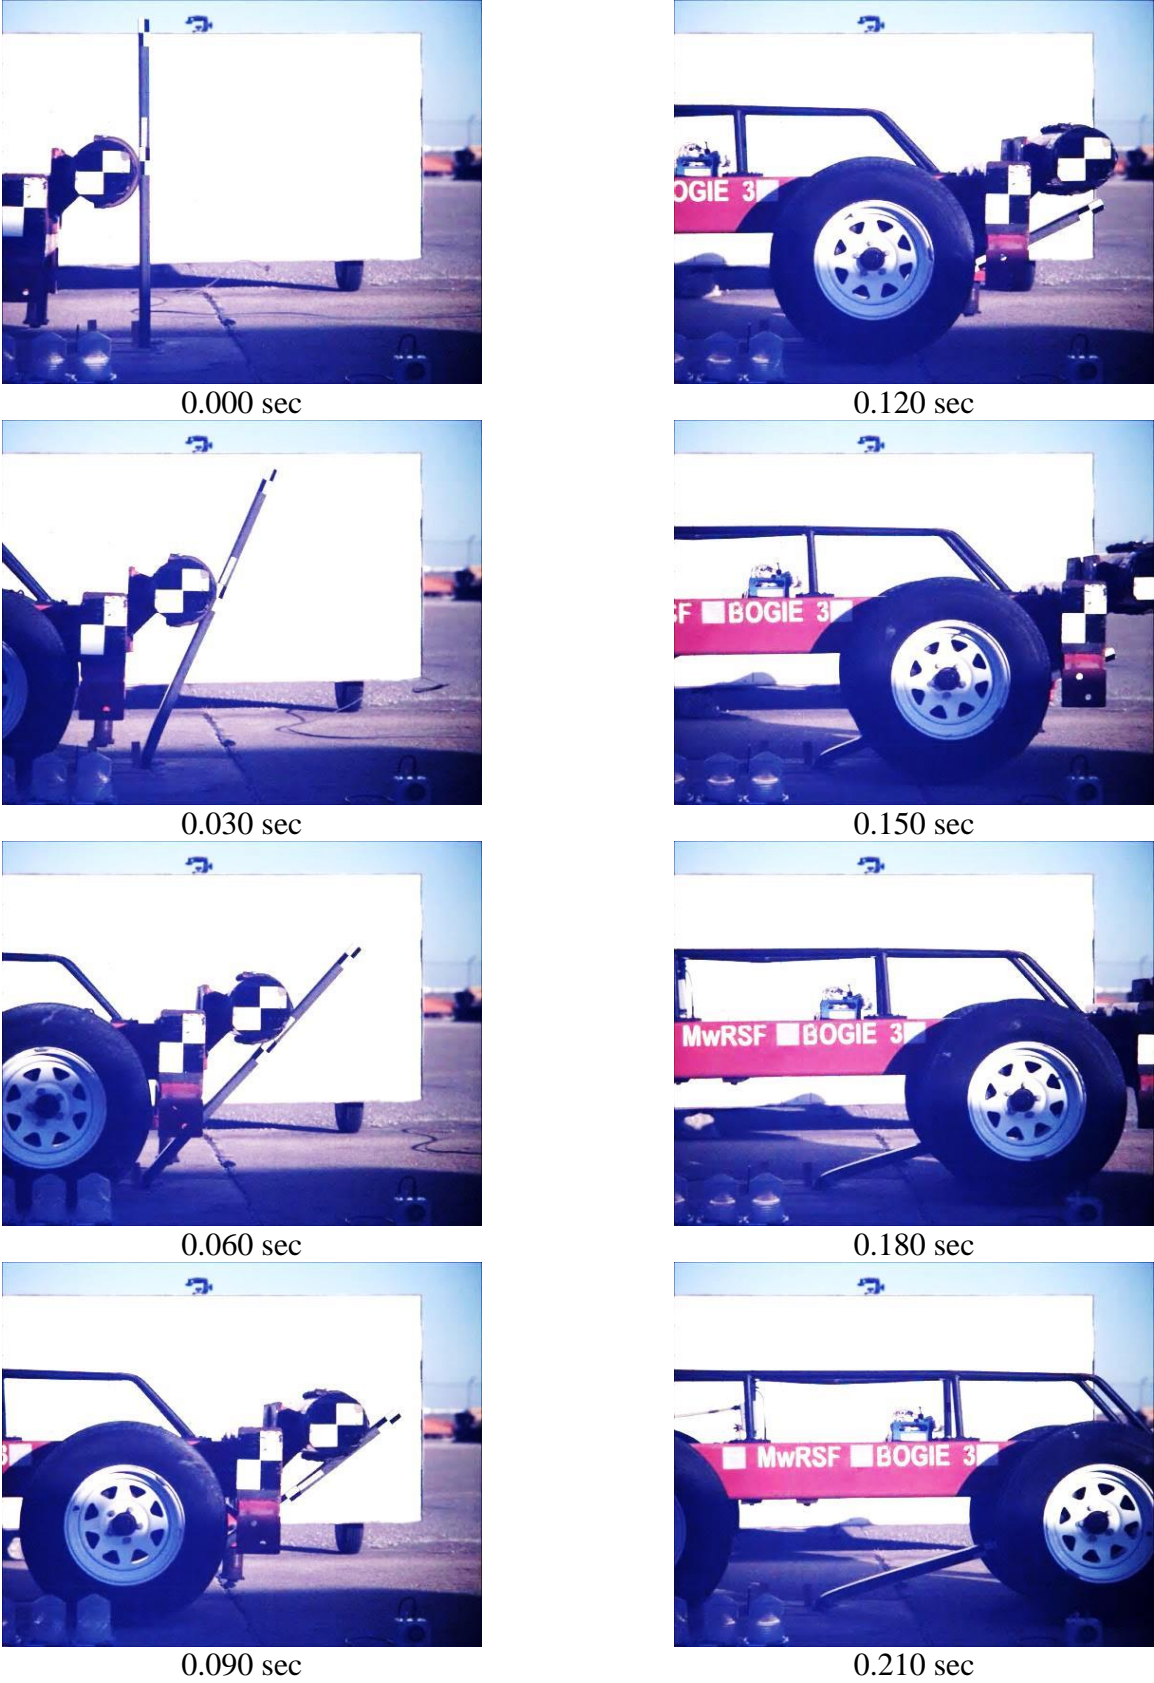 0.000 sec
0.030 sec
0.060 sec
S
0.090 sec
OGIE 3
0.120 sec
SF BOGIE 3
0.150 sec
MwRSF BOGIE 3
0.180 sec
MwRSF BOGIE 3
0.210 sec